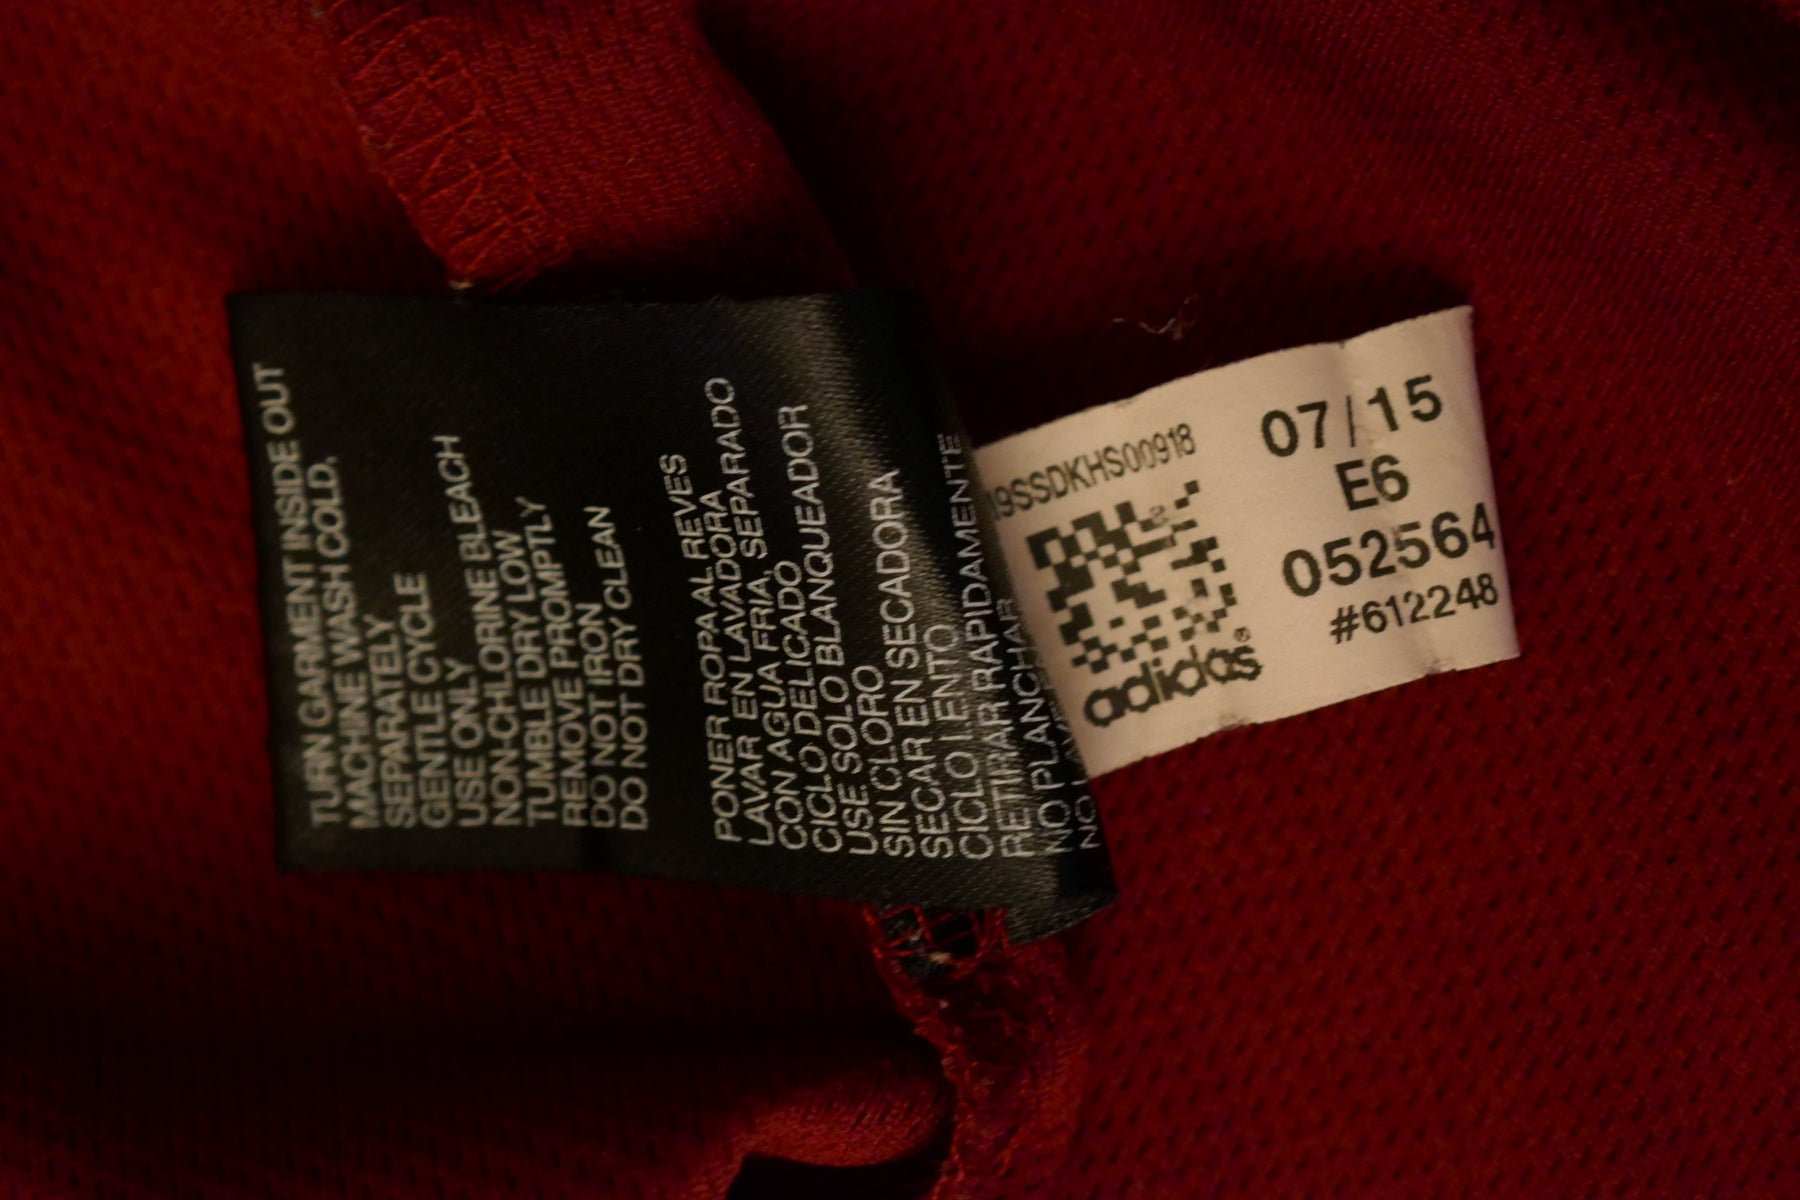 TURN GARMENT INSIDE OUT
MACHINE WASH COLD,
SEPARATELY
GENTLE CYCLE
USE ONLY
NON-CHLORINE BLEACH
TUMBLE DRY LOW
REMOVE PROMPTLY
DO NOT IRON
DO NOT DRY CLEAN
PONER ROPA AL REVES
LAVAR EN LAVADORA
CON AGUA FRIA, SEPARADO
CICLO DELICADO
USE SOLO BLANQUEADOR
SIN CLORO
SECAR EN SECADORA
CICLO LENTO
RETIRAR RAPIDAMENTE
NO PLANCHAR
NO
9SSDKHS00918
adidas®
07/15
E6
052564
#612248